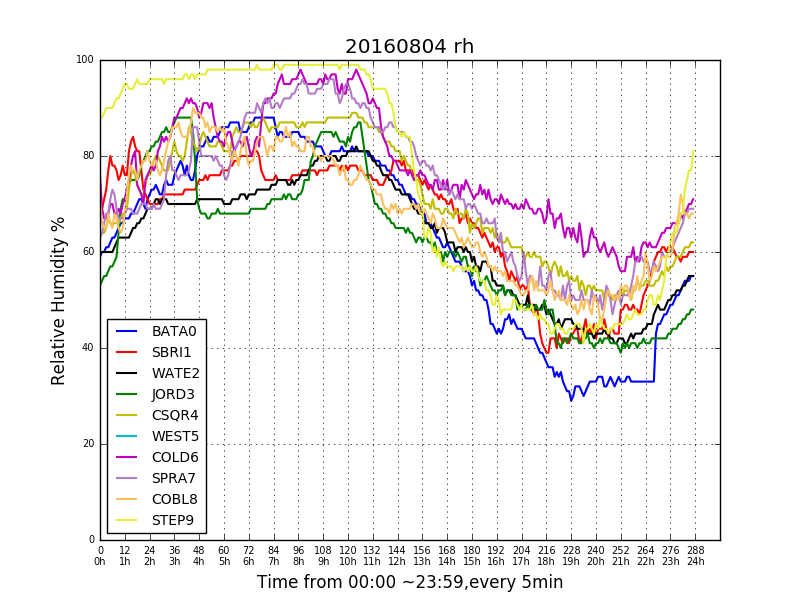 20160804 rh
Relative Humidity %
100
80
60
40
20
0
BATA0
SBRI1
WATE2
JORD3
CSQR4
WEST5
COLD6
SPRA7
COBL8
STEP9
0 12 24 36 48 60 72 84 96 108 120 132 144 156 168 180 192 204 216 228 240 252 264 276 288
0h 1h 2h 3h 4h 5h 6h 7h 8h 9h 10h 11h 12h 13h 14h 15h 16h 17h 18h 19h 20h 21h 22h 23h 24h
Time from 00:00 ~23:59,every 5min